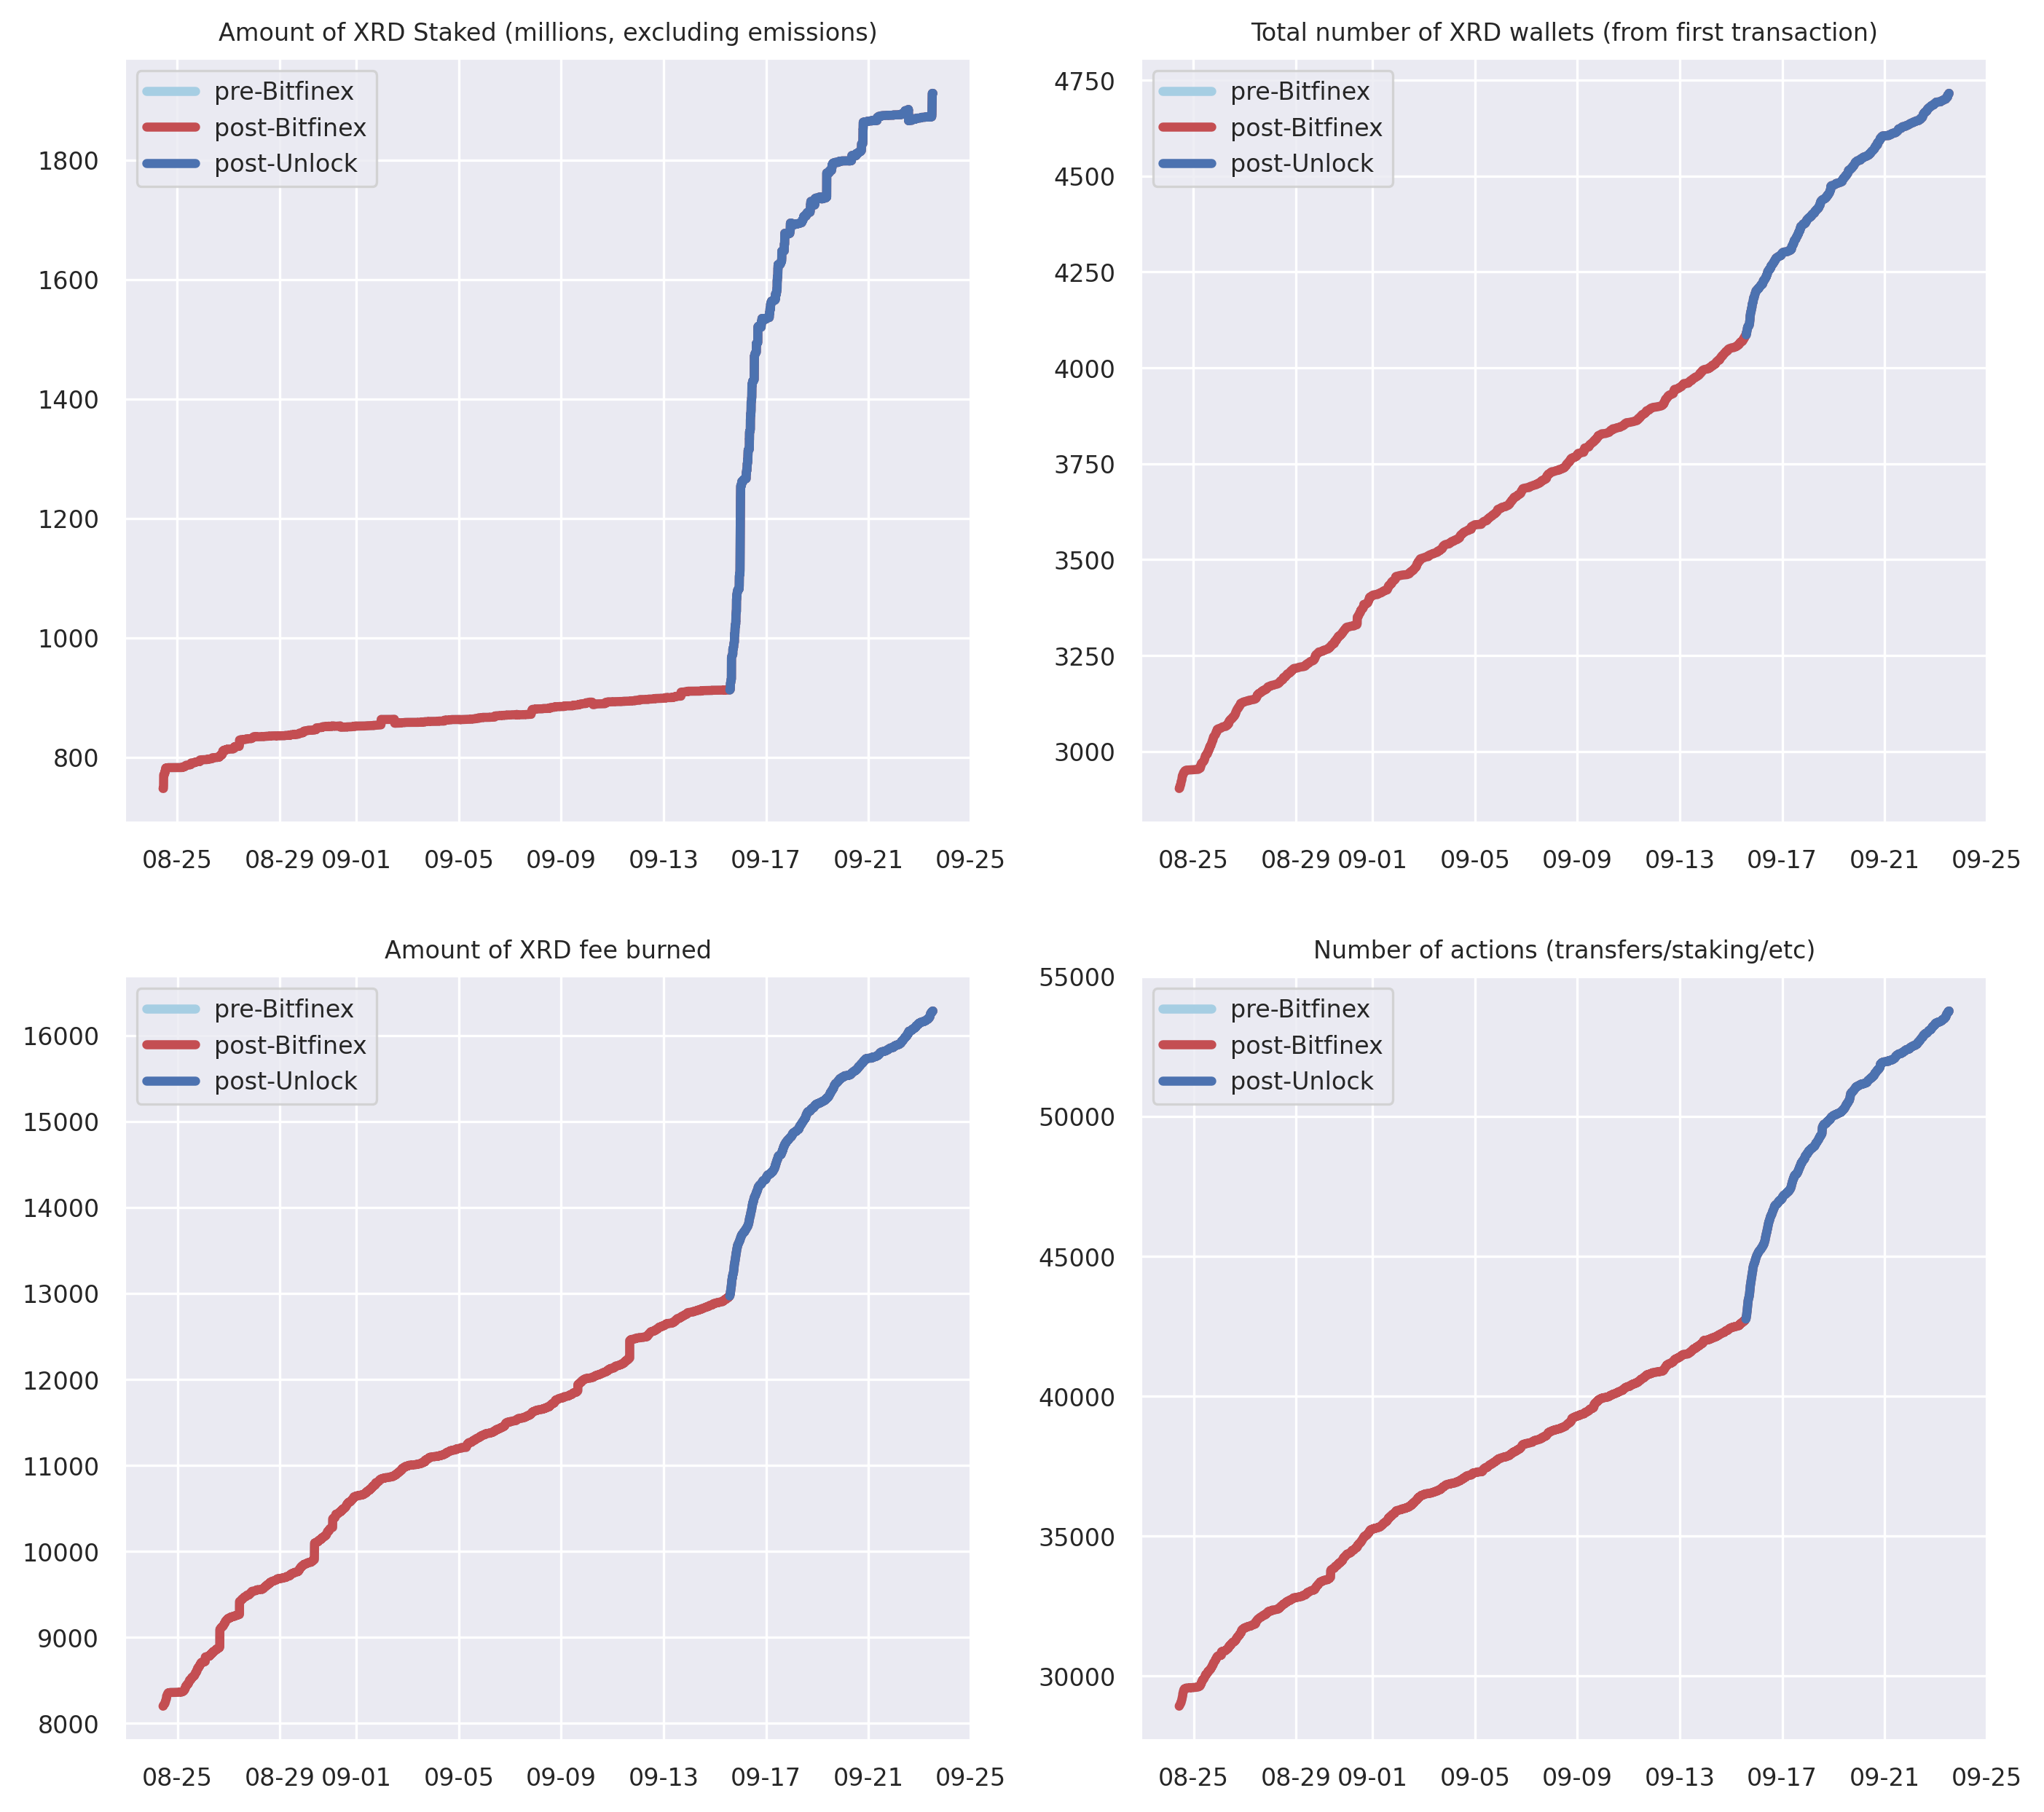 Amount of XRD Staked (millions, excluding emissions)
pre-Bitfinex
post-Bitfinex
post-Unlock
1800
1600
1400
1200
1000
800
08-25 08-29 09-01 09-05 09-09 09-13 09-17 09-21 09-25
Total number of XRD wallets (from first transaction)
pre-Bitfinex
post-Bitfinex
post-Unlock
4750
4500
4250
4000
3750
3500
3250
3000
08-25 08-29 09-01 09-05 09-09 09-13 09-17 09-21 09-25
Amount of XRD fee burned
pre-Bitfinex
post-Bitfinex
post-Unlock
16000
15000
14000
13000
12000
11000
10000
9000
8000
08-25 08-29 09-01 09-05 09-09 09-13 09-17 09-21 09-25
Number of actions (transfers/staking/etc)
pre-Bitfinex
post-Bitfinex
post-Unlock
55000
50000
45000
40000
35000
30000
08-25 08-29 09-01 09-05 09-09 09-13 09-17 09-21 09-25